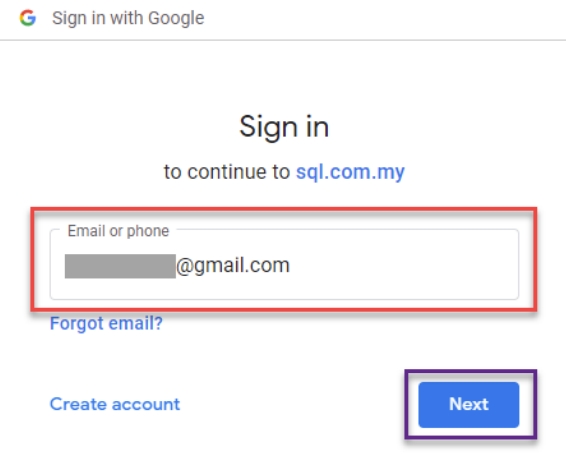 Sign in with Google
Sign in
to continue to sql.com.my
Email or phone
@gmail.com
Forgot email?
Create account
Next